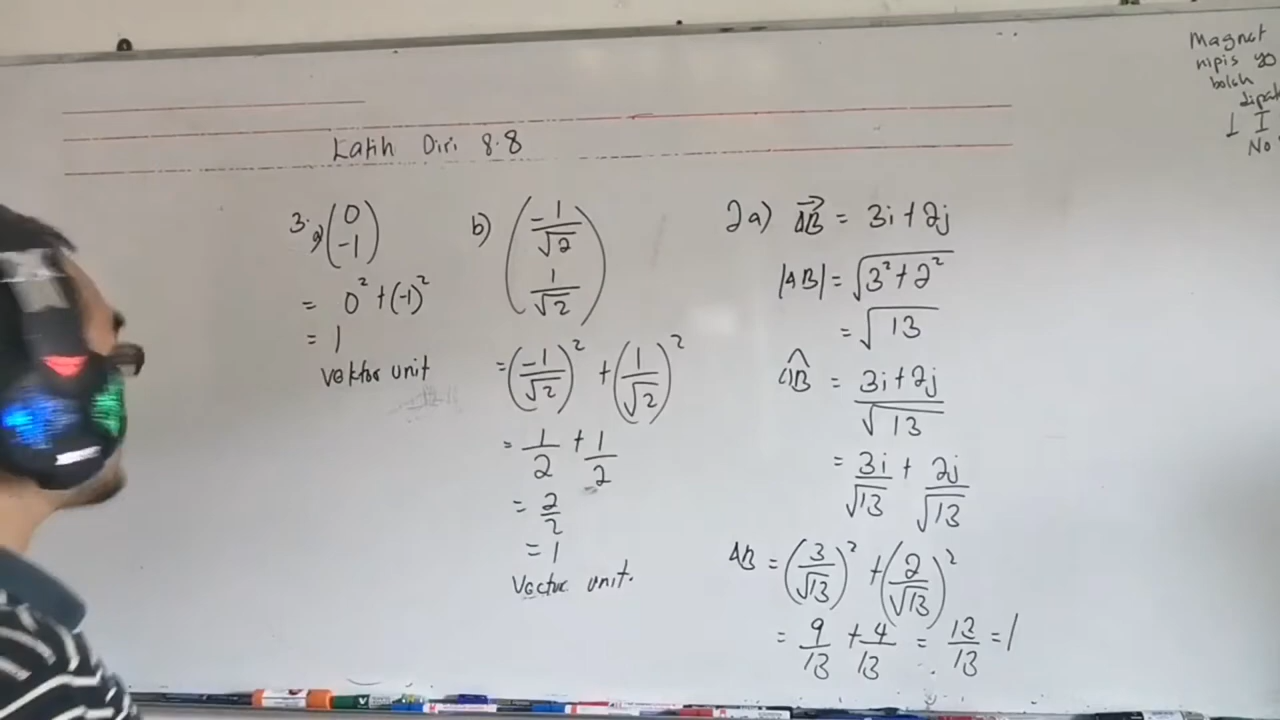 Latih Diri 8.8
3. a) (0 / -1)
= 0² + (-1)²
= 1
vektor unit
b) (-1/√2 / 1/√2)
= (-1/√2)² + (1/√2)²
= 1/2 + 1/2
= 2/2
= 1
Vector unit.
2a) AB→ = 3i + 2j
|AB| = √(3² + 2²)
= √13
AB^ = (3i + 2j)/√13
= 3i/√13 + 2j/√13
AB = (3/√13)² + (2/√13)²
= 9/13 + 4/13 = 13/13 = 1
Magnet
nipis yg
boleh
No